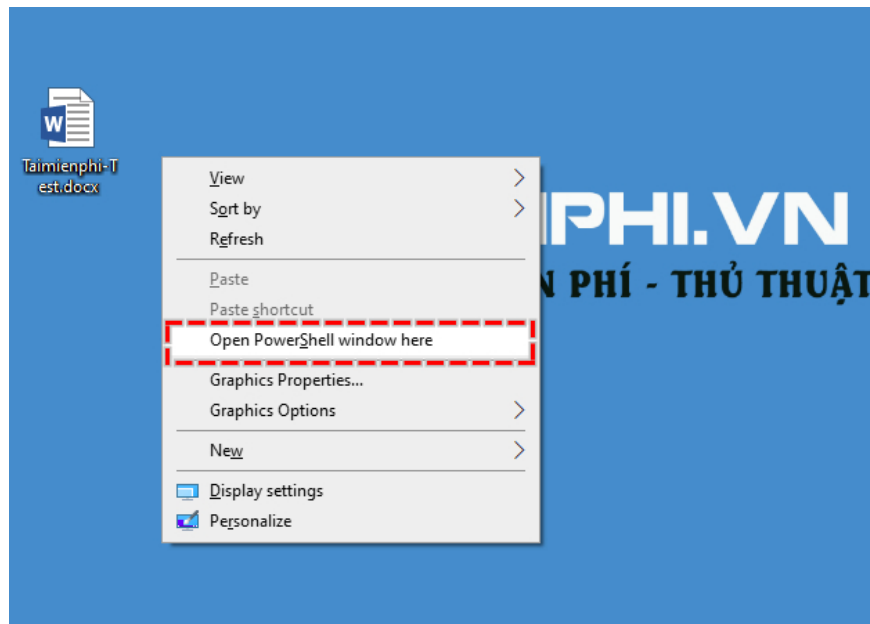 Taimienphi-T
est.docx
View
Sort by
Refresh
Paste
Paste shortcut
Open PowerShell window here
Graphics Properties...
Graphics Options
New
Display settings
Personalize
PHI.VN
PHÍ - THỦ THUẬT
W